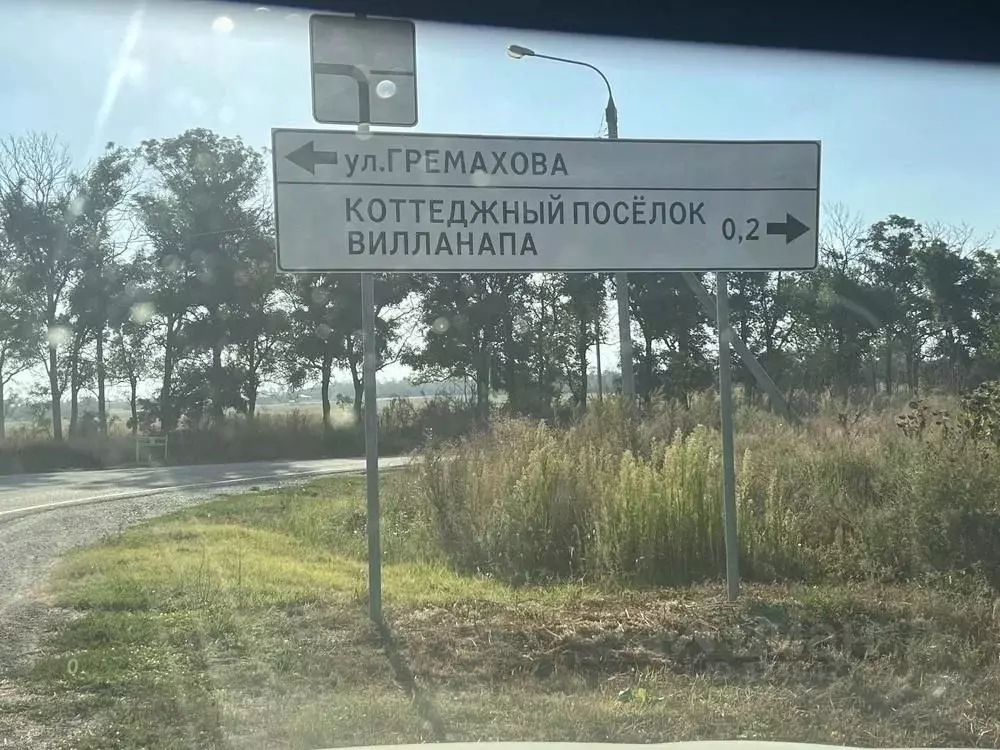 ул.ГРЕМАХОВА
КОТТЕДЖНЫЙ ПОСЁЛОК
ВИЛЛАНАПА
0,2